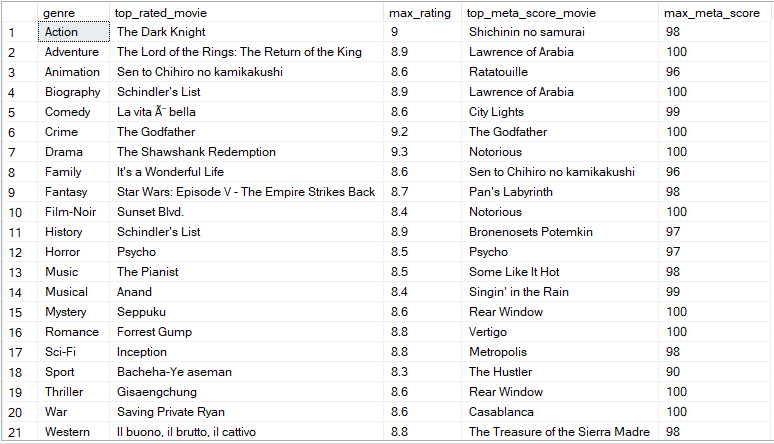 genre top_rated_movie max_rating top_meta_score_movie max_meta_score
1 Action The Dark Knight 9 Shichinin no samurai 98
2 Adventure The Lord of the Rings: The Return of the King 8.9 Lawrence of Arabia 100
3 Animation Sen to Chihiro no kamikakushi 8.6 Ratatouille 96
4 Biography Schindler's List 8.9 Lawrence of Arabia 100
5 Comedy La vita Ã¨ bella 8.6 City Lights 99
6 Crime The Godfather 9.2 The Godfather 100
7 Drama The Shawshank Redemption 9.3 Notorious 100
8 Family It's a Wonderful Life 8.6 Sen to Chihiro no kamikakushi 96
9 Fantasy Star Wars: Episode V - The Empire Strikes Back 8.7 Pan's Labyrinth 98
10 Film-Noir Sunset Blvd. 8.4 Notorious 100
11 History Schindler's List 8.9 Bronenosets Potemkin 97
12 Horror Psycho 8.5 Psycho 97
13 Music The Pianist 8.5 Some Like It Hot 98
14 Musical Anand 8.4 Singin' in the Rain 99
15 Mystery Seppuku 8.6 Rear Window 100
16 Romance Forrest Gump 8.8 Vertigo 100
17 Sci-Fi Inception 8.8 Metropolis 98
18 Sport Bacheha-Ye aseman 8.3 The Hustler 90
19 Thriller Gisaengchung 8.6 Rear Window 100
20 War Saving Private Ryan 8.6 Casablanca 100
21 Western Il buono, il brutto, il cattivo 8.8 The Treasure of the Sierra Madre 98